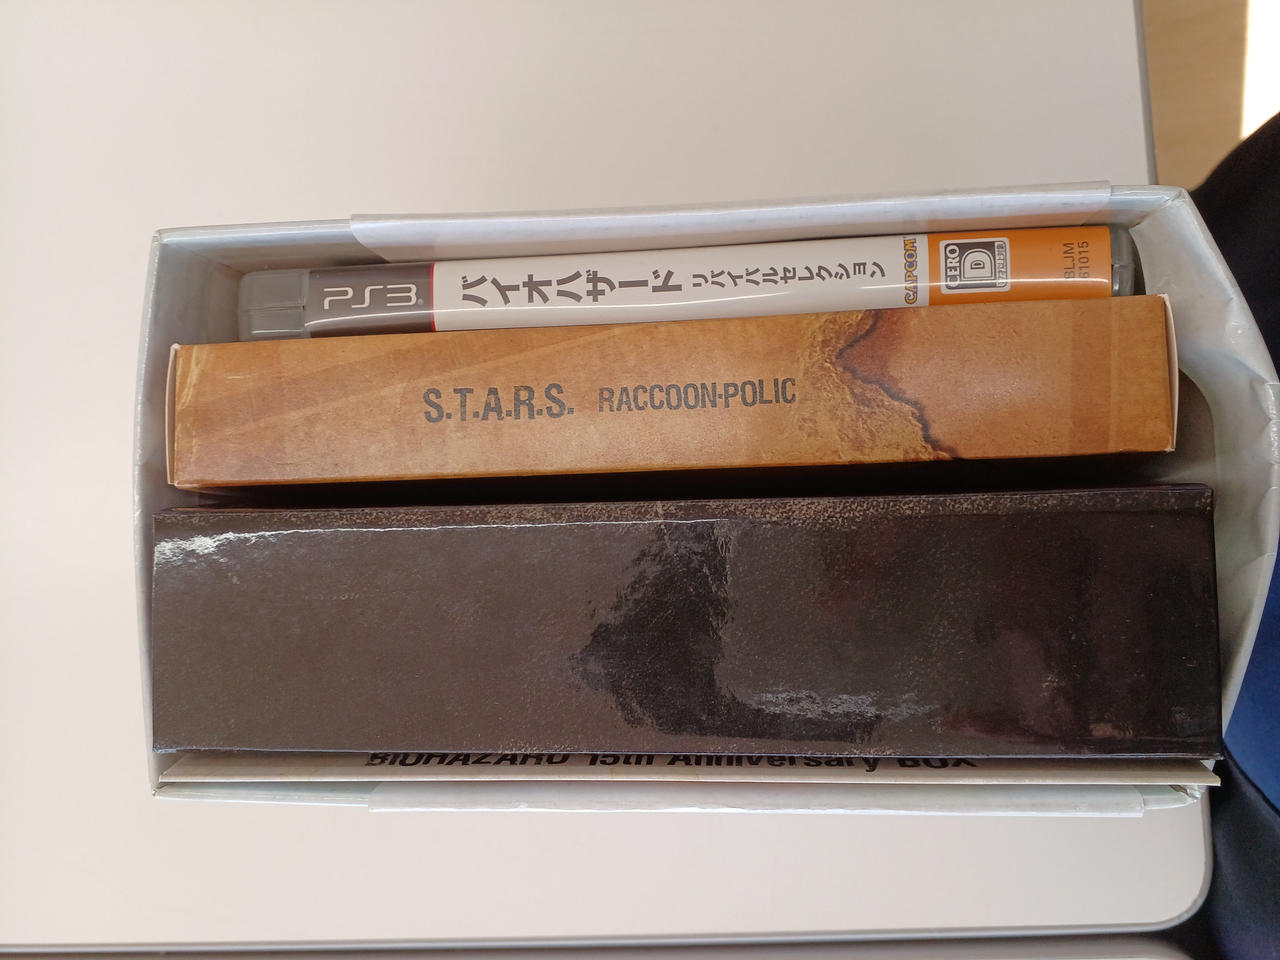 PS3
バイオハザード リバイバルセレクション
CAPCOM
CERO
D
BLJM
61015
S.T.A.R.S. RACCOON-POLIC
BIOHAZARD 15th Anniversary BOX